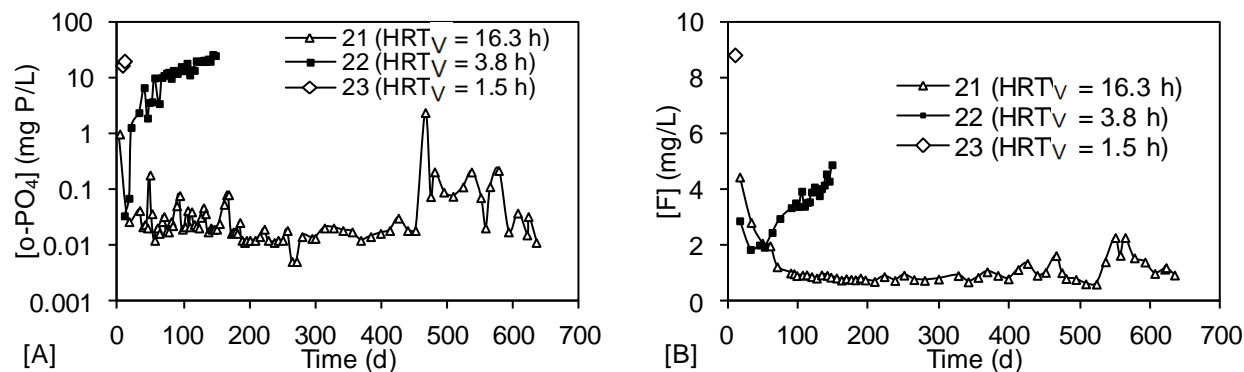 100
10
1
0.1
0.01
0.001
[o-PO4] (mg P/L)
21 (HRTV = 16.3 h)
22 (HRTV = 3.8 h)
23 (HRTV = 1.5 h)
0 100 200 300 400 500 600 700
Time (d)
[A]
10
8
6
4
2
0
[F] (mg/L)
21 (HRTV = 16.3 h)
22 (HRTV = 3.8 h)
23 (HRTV = 1.5 h)
0 100 200 300 400 500 600 700
Time (d)
[B]